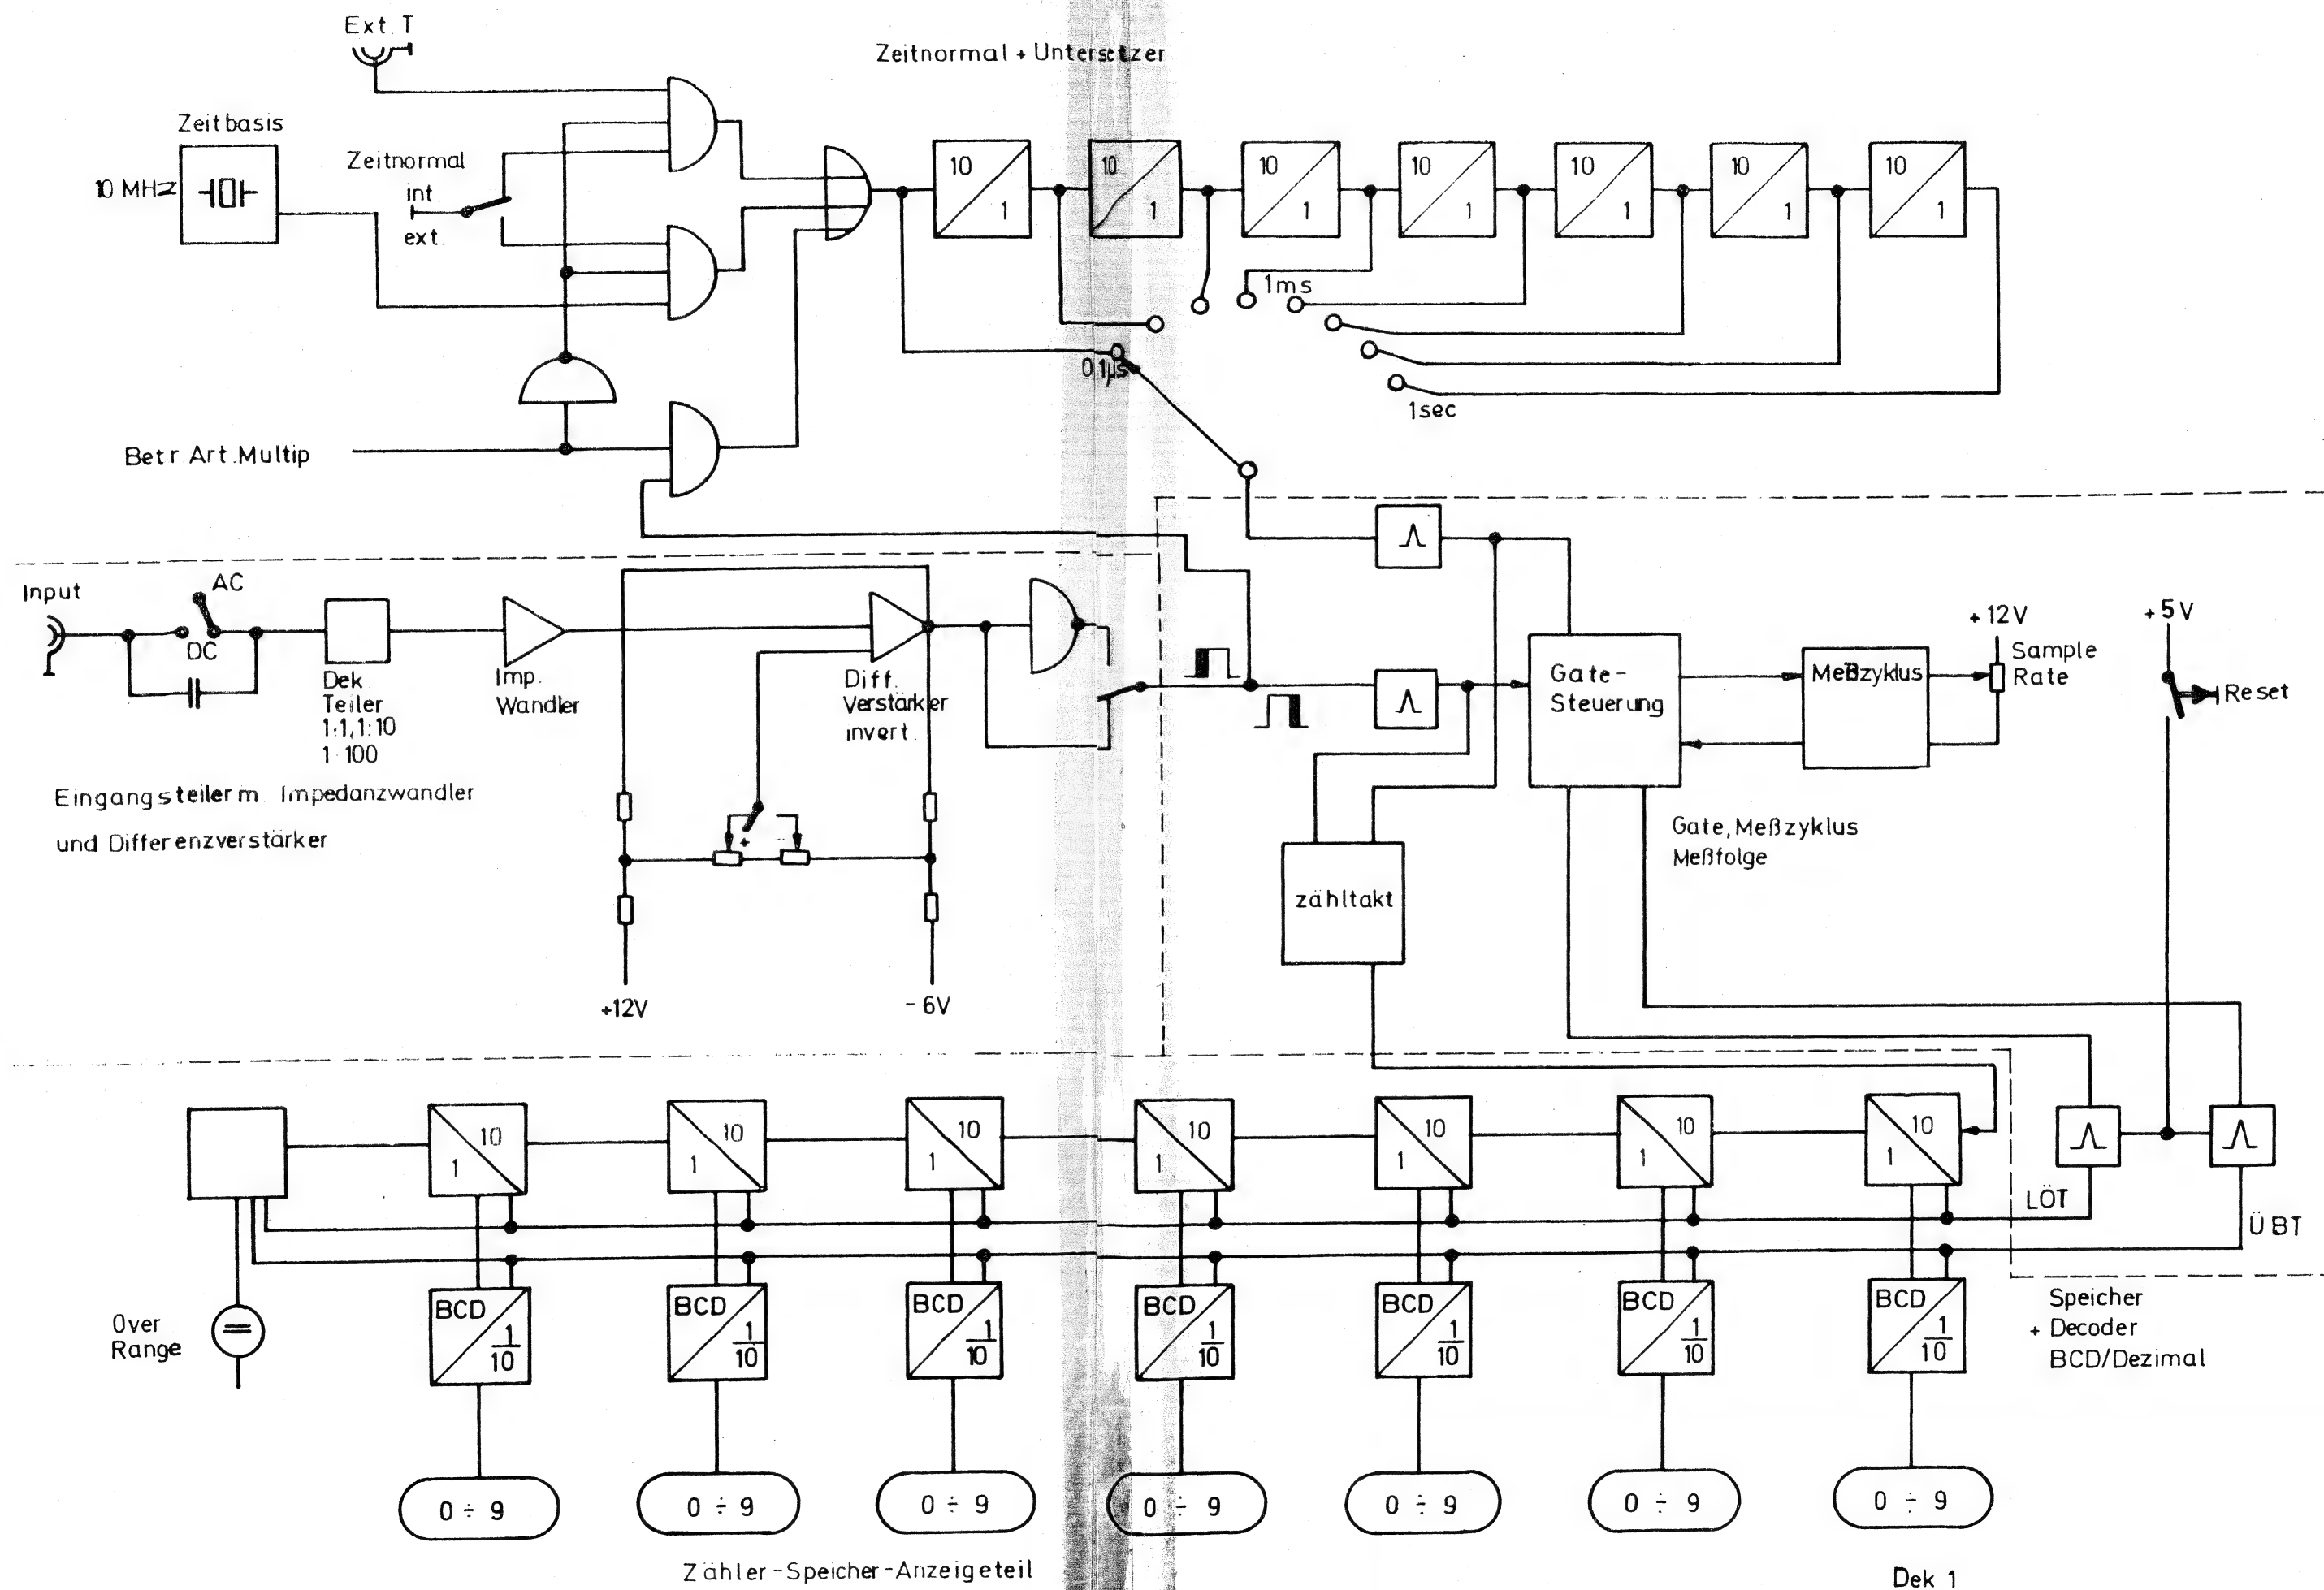 Ext. T
Zeitnormal + Untersetzer
Zeitbasis
10 MHz
Zeitnormal
int.
ext.
10 1
10 1
10 1
10 1
10 1
10 1
10 1
1ms
0,1µs
1sec
Betr Art. Multip
Input
AC
DC
Dek.
Teiler
1:1, 1:10
1:100
Imp.
Wandler
Diff.
Verstärker
invert.
Eingangsteiler m. Impedanzwandler
und Differenzverstärker
+
+12V
-6V
Gate-
Steuerung
Meßzyklus
+12V
Sample
Rate
+5V
Reset
Gate, Meßzyklus
Meßfolge
zähltakt
10 1
10 1
10 1
10 1
10 1
10 1
10 1
LÖT
ÜBT
Over
Range
BCD 1/10
BCD 1/10
BCD 1/10
BCD 1/10
BCD 1/10
BCD 1/10
BCD 1/10
Speicher
+ Decoder
BCD/Dezimal
0 ÷ 9
0 ÷ 9
0 ÷ 9
0 ÷ 9
0 ÷ 9
0 ÷ 9
0 ÷ 9
Zähler-Speicher-Anzeigeteil
Dek 1